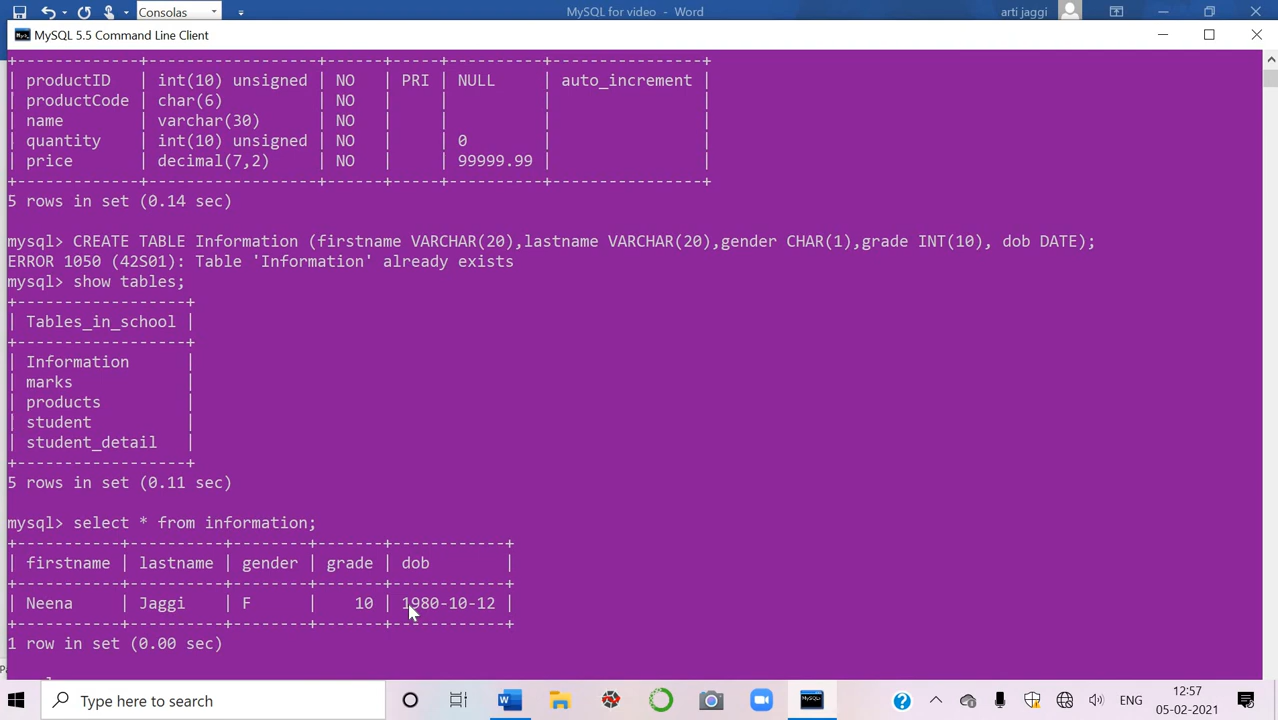 Consolas
MySQL for video - Word
arti jaggi
MySQL 5.5 Command Line Client
+-------------+------------------+------+-----+----------+----------------+
| productID | int(10) unsigned | NO | PRI | NULL | auto_increment |
| productCode | char(6) | NO | | | |
| name | varchar(30) | NO | | | |
| quantity | int(10) unsigned | NO | | 0 | |
| price | decimal(7,2) | NO | | 99999.99 | |
+-------------+------------------+------+-----+----------+----------------+
5 rows in set (0.14 sec)
mysql> CREATE TABLE Information (firstname VARCHAR(20),lastname VARCHAR(20),gender CHAR(1),grade INT(10), dob DATE);
ERROR 1050 (42S01): Table 'Information' already exists
mysql> show tables;
+------------------+
| Tables_in_school |
+------------------+
| Information |
| marks |
| products |
| student |
| student_detail |
+------------------+
5 rows in set (0.11 sec)
mysql> select * from information;
+-----------+----------+--------+-------+------------+
| firstname | lastname | gender | grade | dob |
+-----------+----------+--------+-------+------------+
| Neena | Jaggi | F | 10 | 1980-10-12 |
+-----------+----------+--------+-------+------------+
1 row in set (0.00 sec)
Type here to search
ENG
12:57
05-02-2021